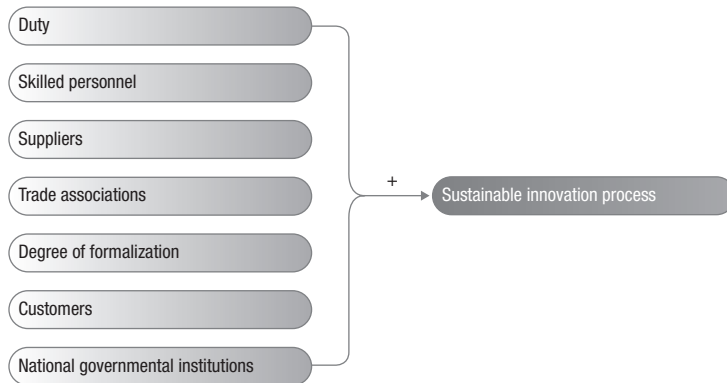 Duty
Skilled personnel
Suppliers
Trade associations
+
Sustainable innovation process
Degree of formalization
Customers
National governmental institutions